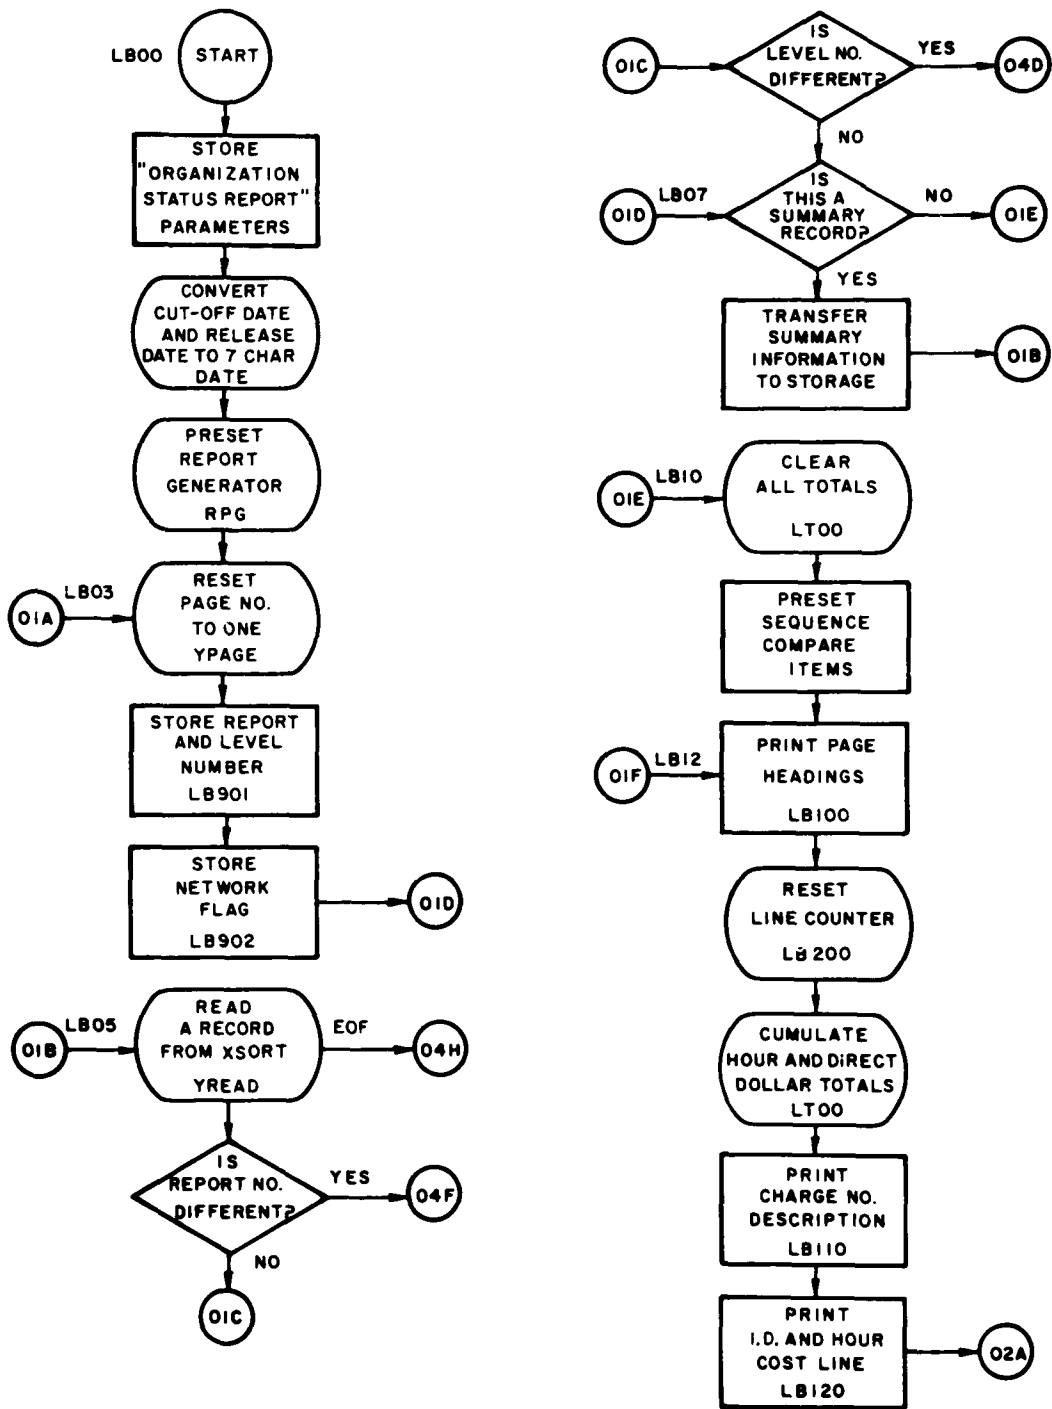 LB00
START
STORE
"ORGANIZATION
STATUS REPORT"
PARAMETERS
CONVERT
CUT-OFF DATE
AND RELEASE
DATE TO 7 CHAR
DATE
PRESET
REPORT
GENERATOR
RPG
01A
LB03
RESET
PAGE NO.
TO ONE
YPAGE
STORE REPORT
AND LEVEL
NUMBER
LB901
STORE
NETWORK
FLAG
LB902
01D
01B
LB05
READ
A RECORD
FROM XSORT
YREAD
EOF
04H
IS
REPORT NO.
DIFFERENT?
YES
04F
NO
01C
01C
IS
LEVEL NO.
DIFFERENT?
YES
04D
NO
01D
LB07
IS
THIS A
SUMMARY
RECORD?
NO
01E
YES
TRANSFER
SUMMARY
INFORMATION
TO STORAGE
01B
01E
LB10
CLEAR
ALL TOTALS
LT00
PRESET
SEQUENCE
COMPARE
ITEMS
01F
LB12
PRINT PAGE
HEADINGS
LB100
RESET
LINE COUNTER
LB200
CUMULATE
HOUR AND DIRECT
DOLLAR TOTALS
LT00
PRINT
CHARGE NO.
DESCRIPTION
LB110
PRINT
I.D. AND HOUR
COST LINE
LB120
02A